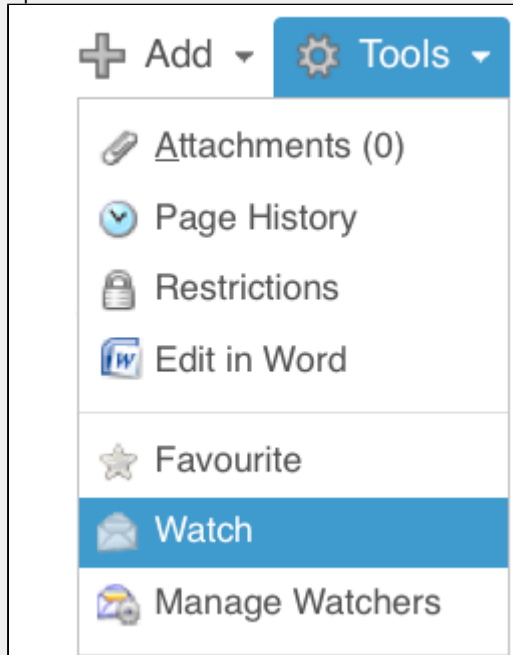 Add Tools
Attachments (0)
Page History
Restrictions
Edit in Word
Favourite
Watch
Manage Watchers